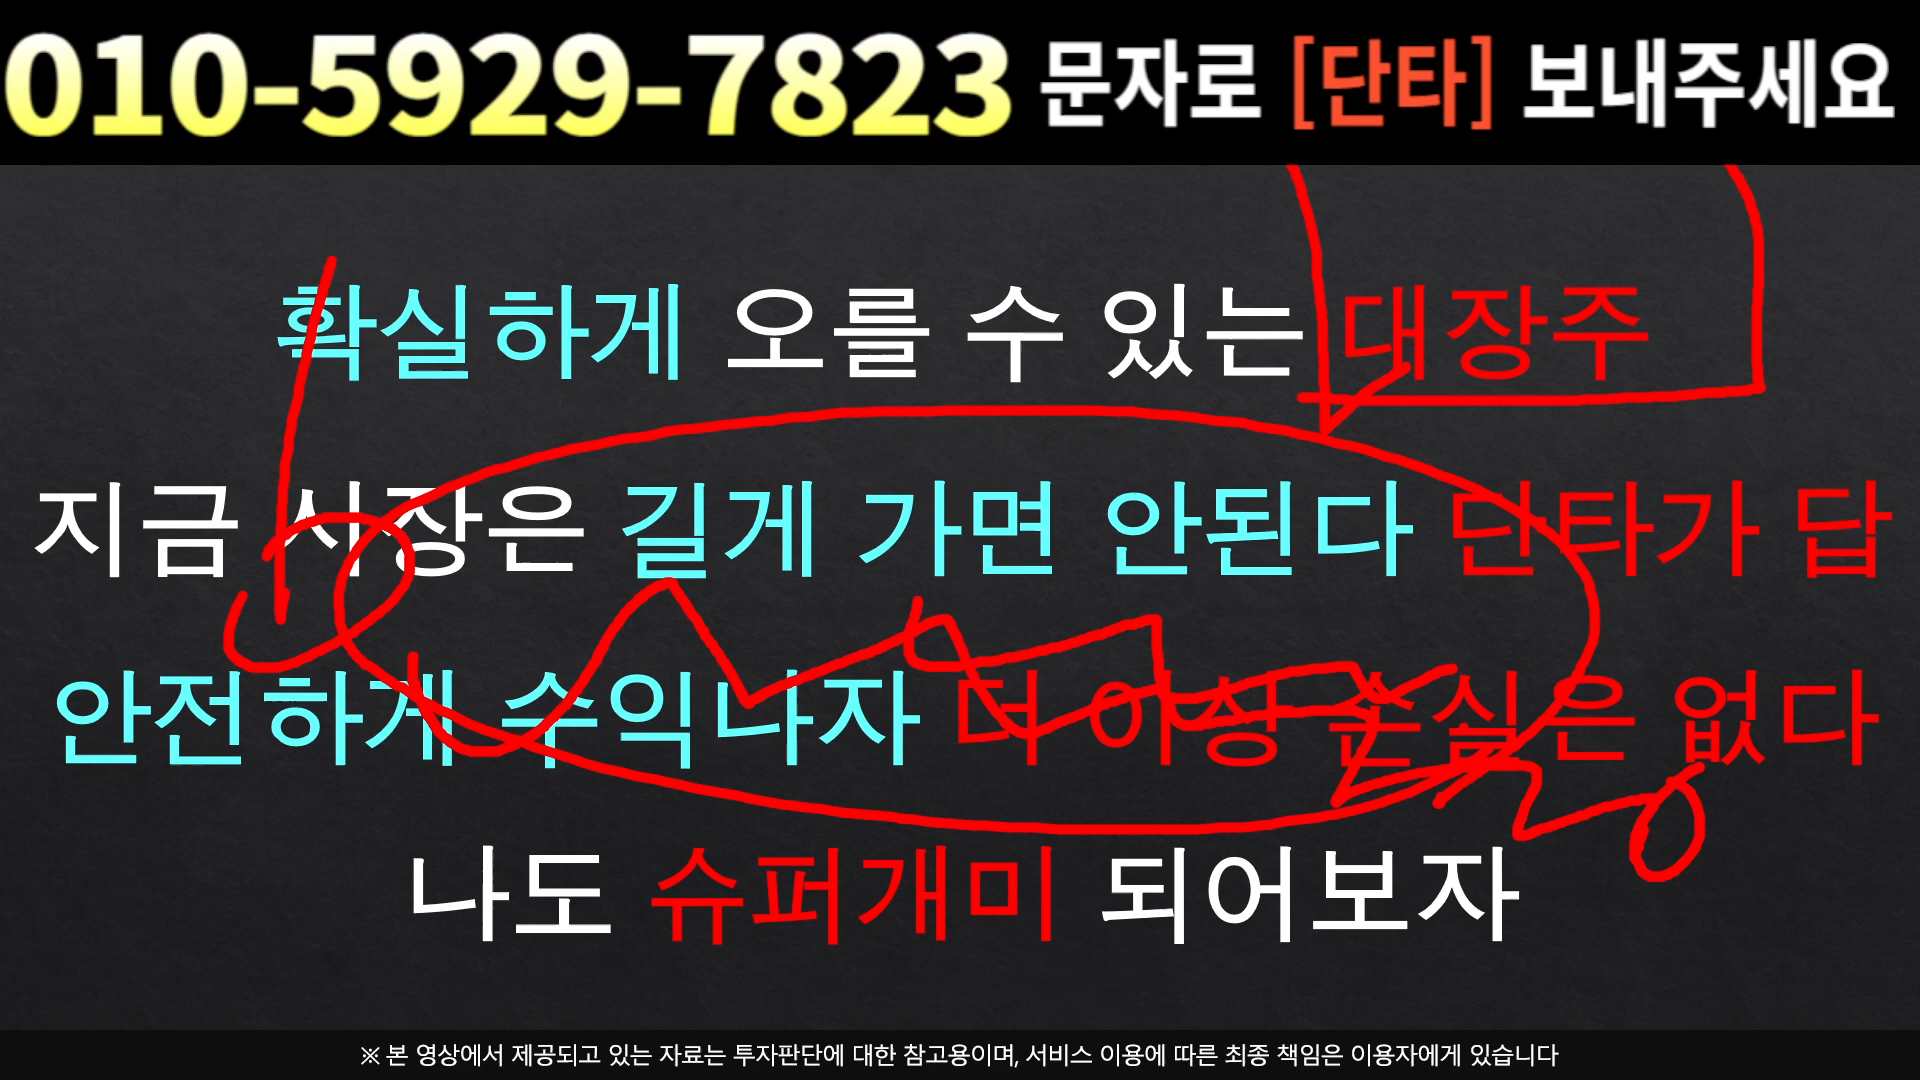 010-5929-7823 문자로 [단타] 보내주세요
확실하게 오를 수 있는 대장주
지금 시장은 길게 가면 안된다 단타가 답
안전하게 수익나자 더 이상 손실은 없다
나도 슈퍼개미 되어보자
※ 본 영상에서 제공되고 있는 자료는 투자판단에 대한 참고용이며, 서비스 이용에 따른 최종 책임은 이용자에게 있습니다